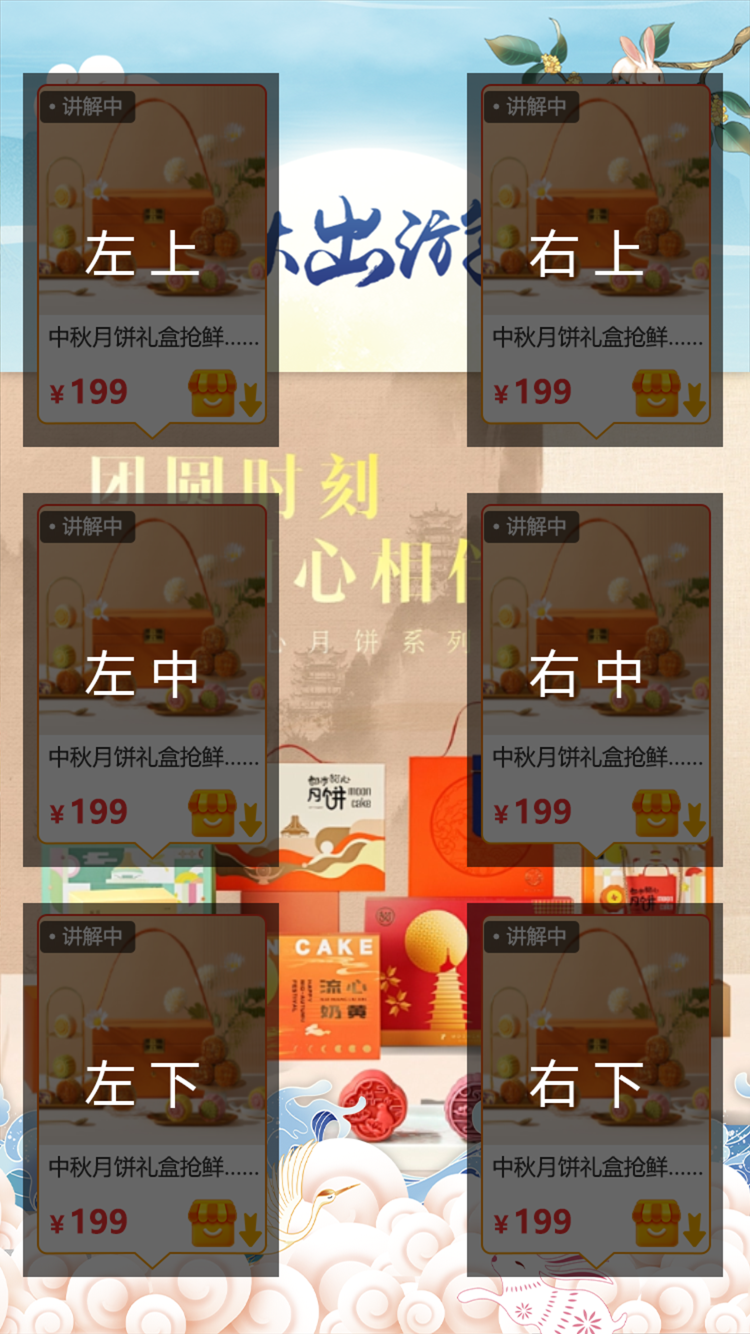 • 讲解中
左上
中秋月饼礼盒抢鲜......
¥199
• 讲解中
右上
中秋月饼礼盒抢鲜......
¥199
出游
团圆时刻
心相伴
• 讲解中
左中
中秋月饼礼盒抢鲜......
¥199
• 讲解中
右中
中秋月饼礼盒抢鲜......
¥199
心月饼系列
月饼
moon
cake
月饼
CAKE
流心
奶黄
• 讲解中
左下
中秋月饼礼盒抢鲜......
¥199
• 讲解中
右下
中秋月饼礼盒抢鲜......
¥199